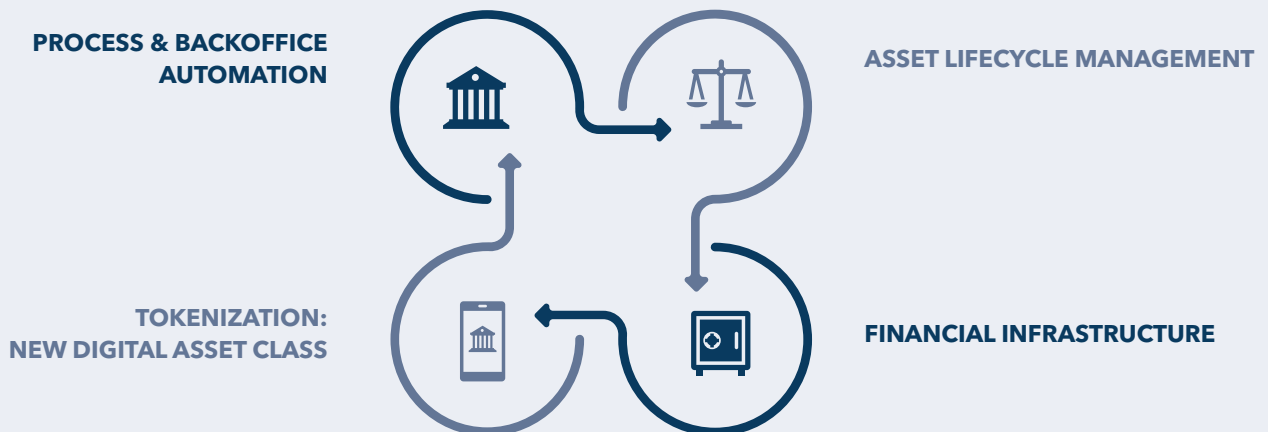 PROCESS & BACKOFFICE
AUTOMATION
ASSET LIFECYCLE MANAGEMENT
TOKENIZATION:
NEW DIGITAL ASSET CLASS
FINANCIAL INFRASTRUCTURE